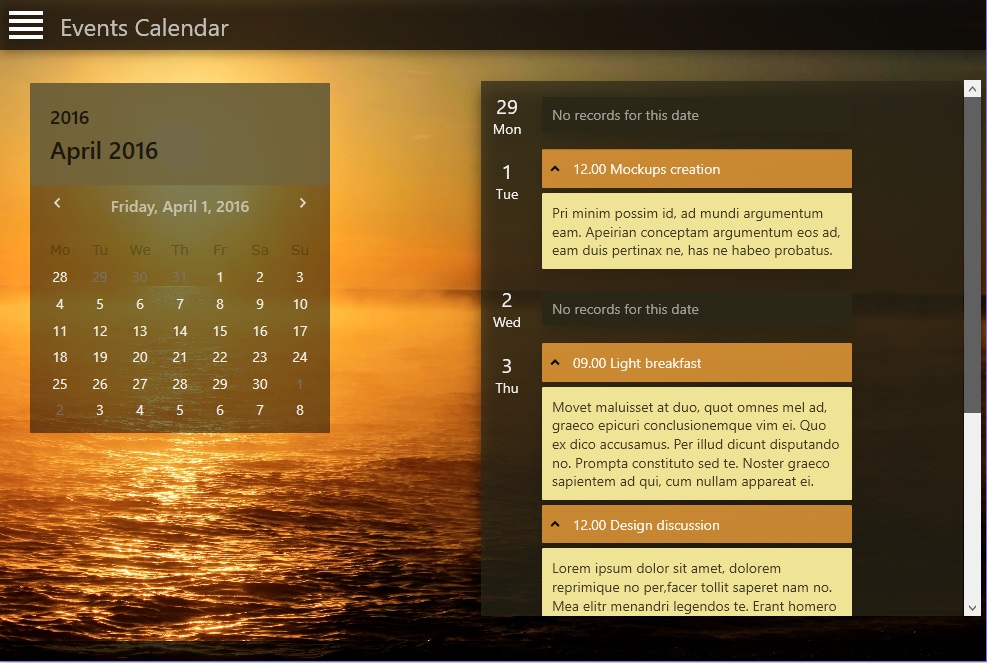 Events Calendar
2016
April 2016
Friday, April 1, 2016
Mo Tu We Th Fr Sa Su
28 29 30 31 1 2 3
4 5 6 7 8 9 10
11 12 13 14 15 16 17
18 19 20 21 22 23 24
25 26 27 28 29 30 1
2 3 4 5 6 7 8
29
Mon
No records for this date
1
Tue
12.00 Mockups creation
Pri minim possim id, ad mundi argumentum
eam. Apeirian conceptam argumentum eos ad,
eam duis pertinax ne, has ne habeo probatus.
2
Wed
No records for this date
3
Thu
09.00 Light breakfast
Movet maluisset at duo, quot omnes mel ad,
graeco epicuri conclusionemque vim ei. Quo
ex dico accusamus. Per illud dicunt disputando
no. Prompta constituto sed te. Noster graeco
sapientem ad qui, cum nullam appareat ei.
12.00 Design discussion
Lorem ipsum dolor sit amet, dolorem
reprimique no per,facer tollit saperet nam no.
Mea elitr menandri legendos te. Erant homero